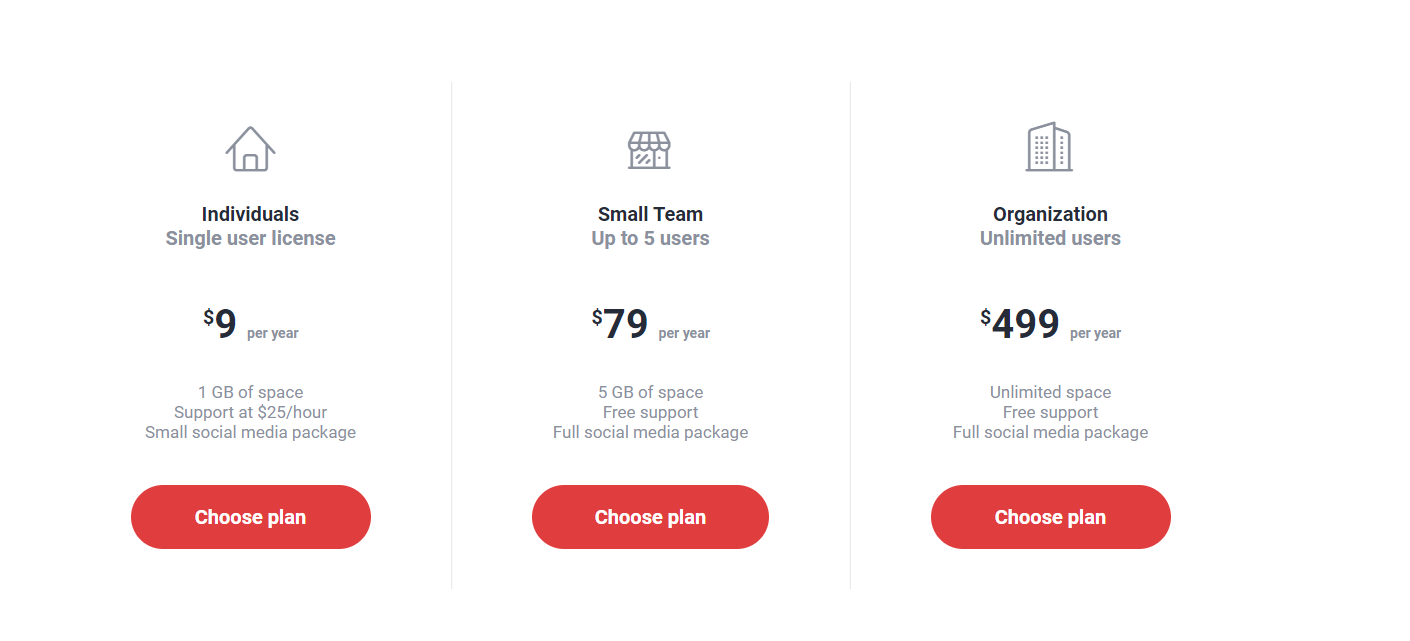 Individuals
Single user license
$9 per year
1 GB of space
Support at $25/hour
Small social media package
Choose plan
Small Team
Up to 5 users
$79 per year
5 GB of space
Free support
Full social media package
Choose plan
Organization
Unlimited users
$499 per year
Unlimited space
Free support
Full social media package
Choose plan